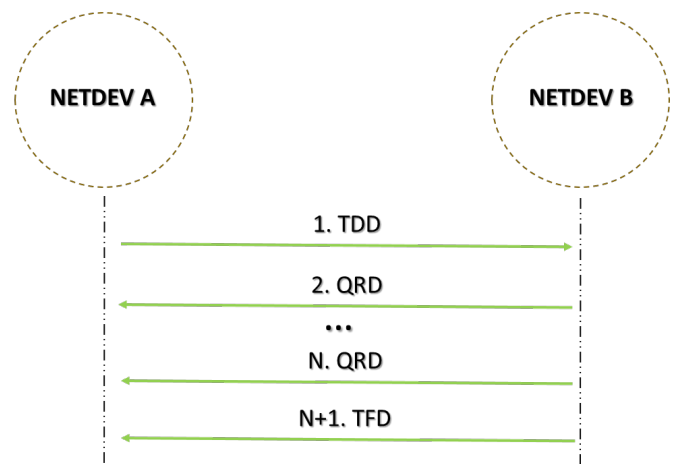 NETDEV A
NETDEV B
1. TDD
2. QRD
...
N. QRD
N+1. TFD